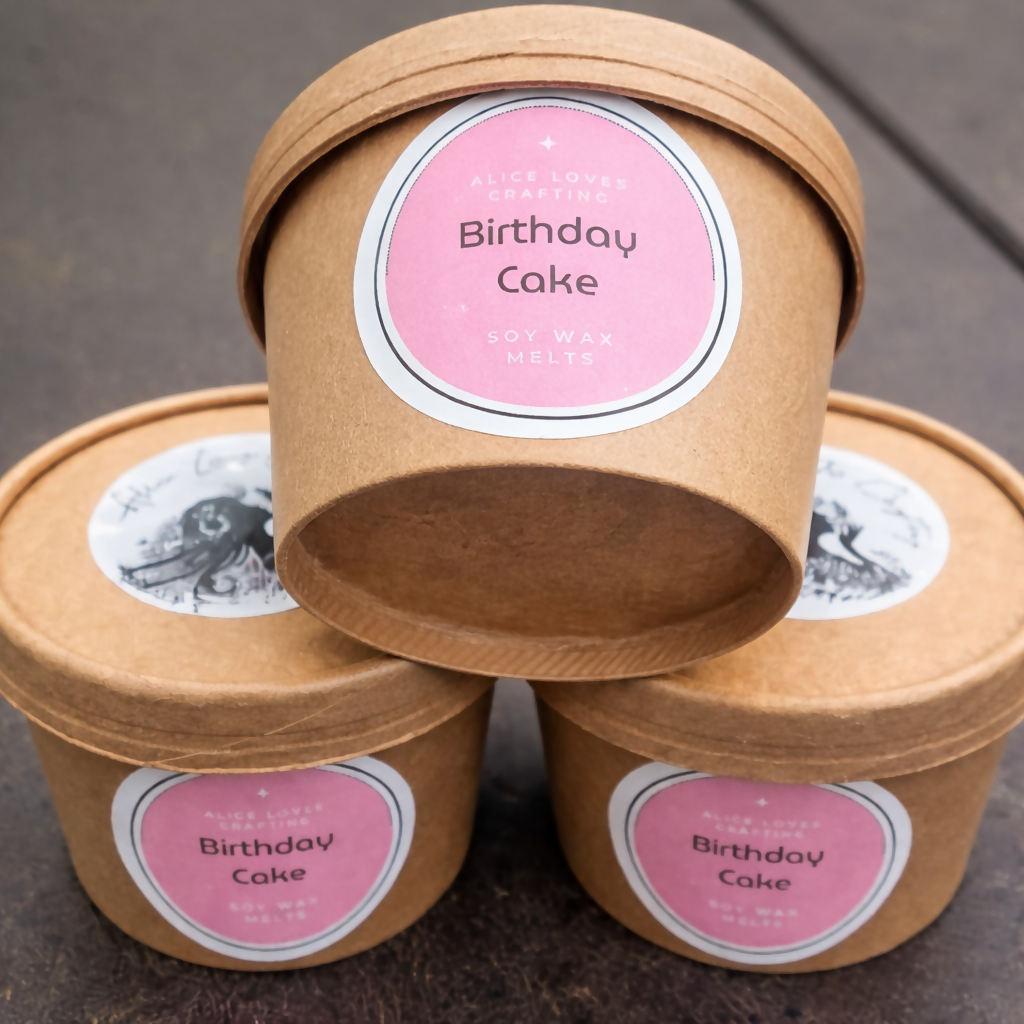 ALICE LOVES
CRAFTING
Birthday
Cake
SOY WAX
MELTS
ALICE LOVES
CRAFTING
Birthday
Cake
SOY WAX
MELTS
ALICE LOVES
CRAFTING
Birthday
Cake
SOY WAX
MELTS